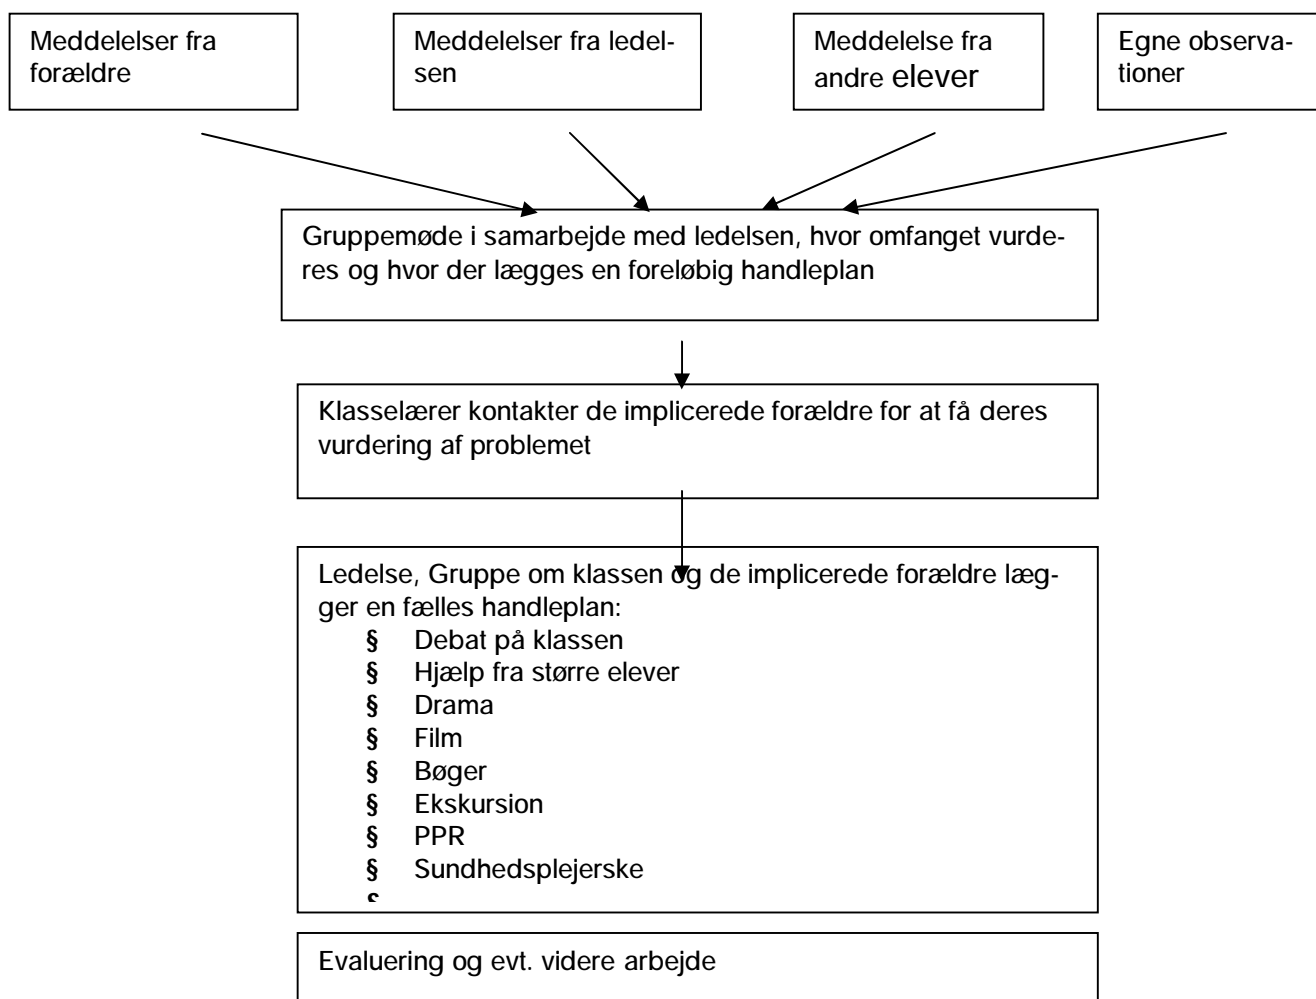 Meddelelser fra
forældre
Meddelelser fra ledel-
sen
Meddelelse fra
andre elever
Egne observa-
tioner
Gruppemøde i samarbejde med ledelsen, hvor omfanget vurde-
res og hvor der lægges en foreløbig handleplan
Klasselærer kontakter de implicerede forældre for at få deres
vurdering af problemet
Ledelse, Gruppe om klassen og de implicerede forældre læg-
ger en fælles handleplan:
§ Debat på klassen
§ Hjælp fra større elever
§ Drama
§ Film
§ Bøger
§ Ekskursion
§ PPR
§ Sundhedsplejerske
§
Evaluering og evt. videre arbejde